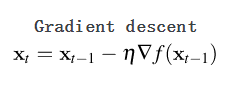 Gradient descent
xₜ = xₜ₋₁ − η∇f(xₜ₋₁)